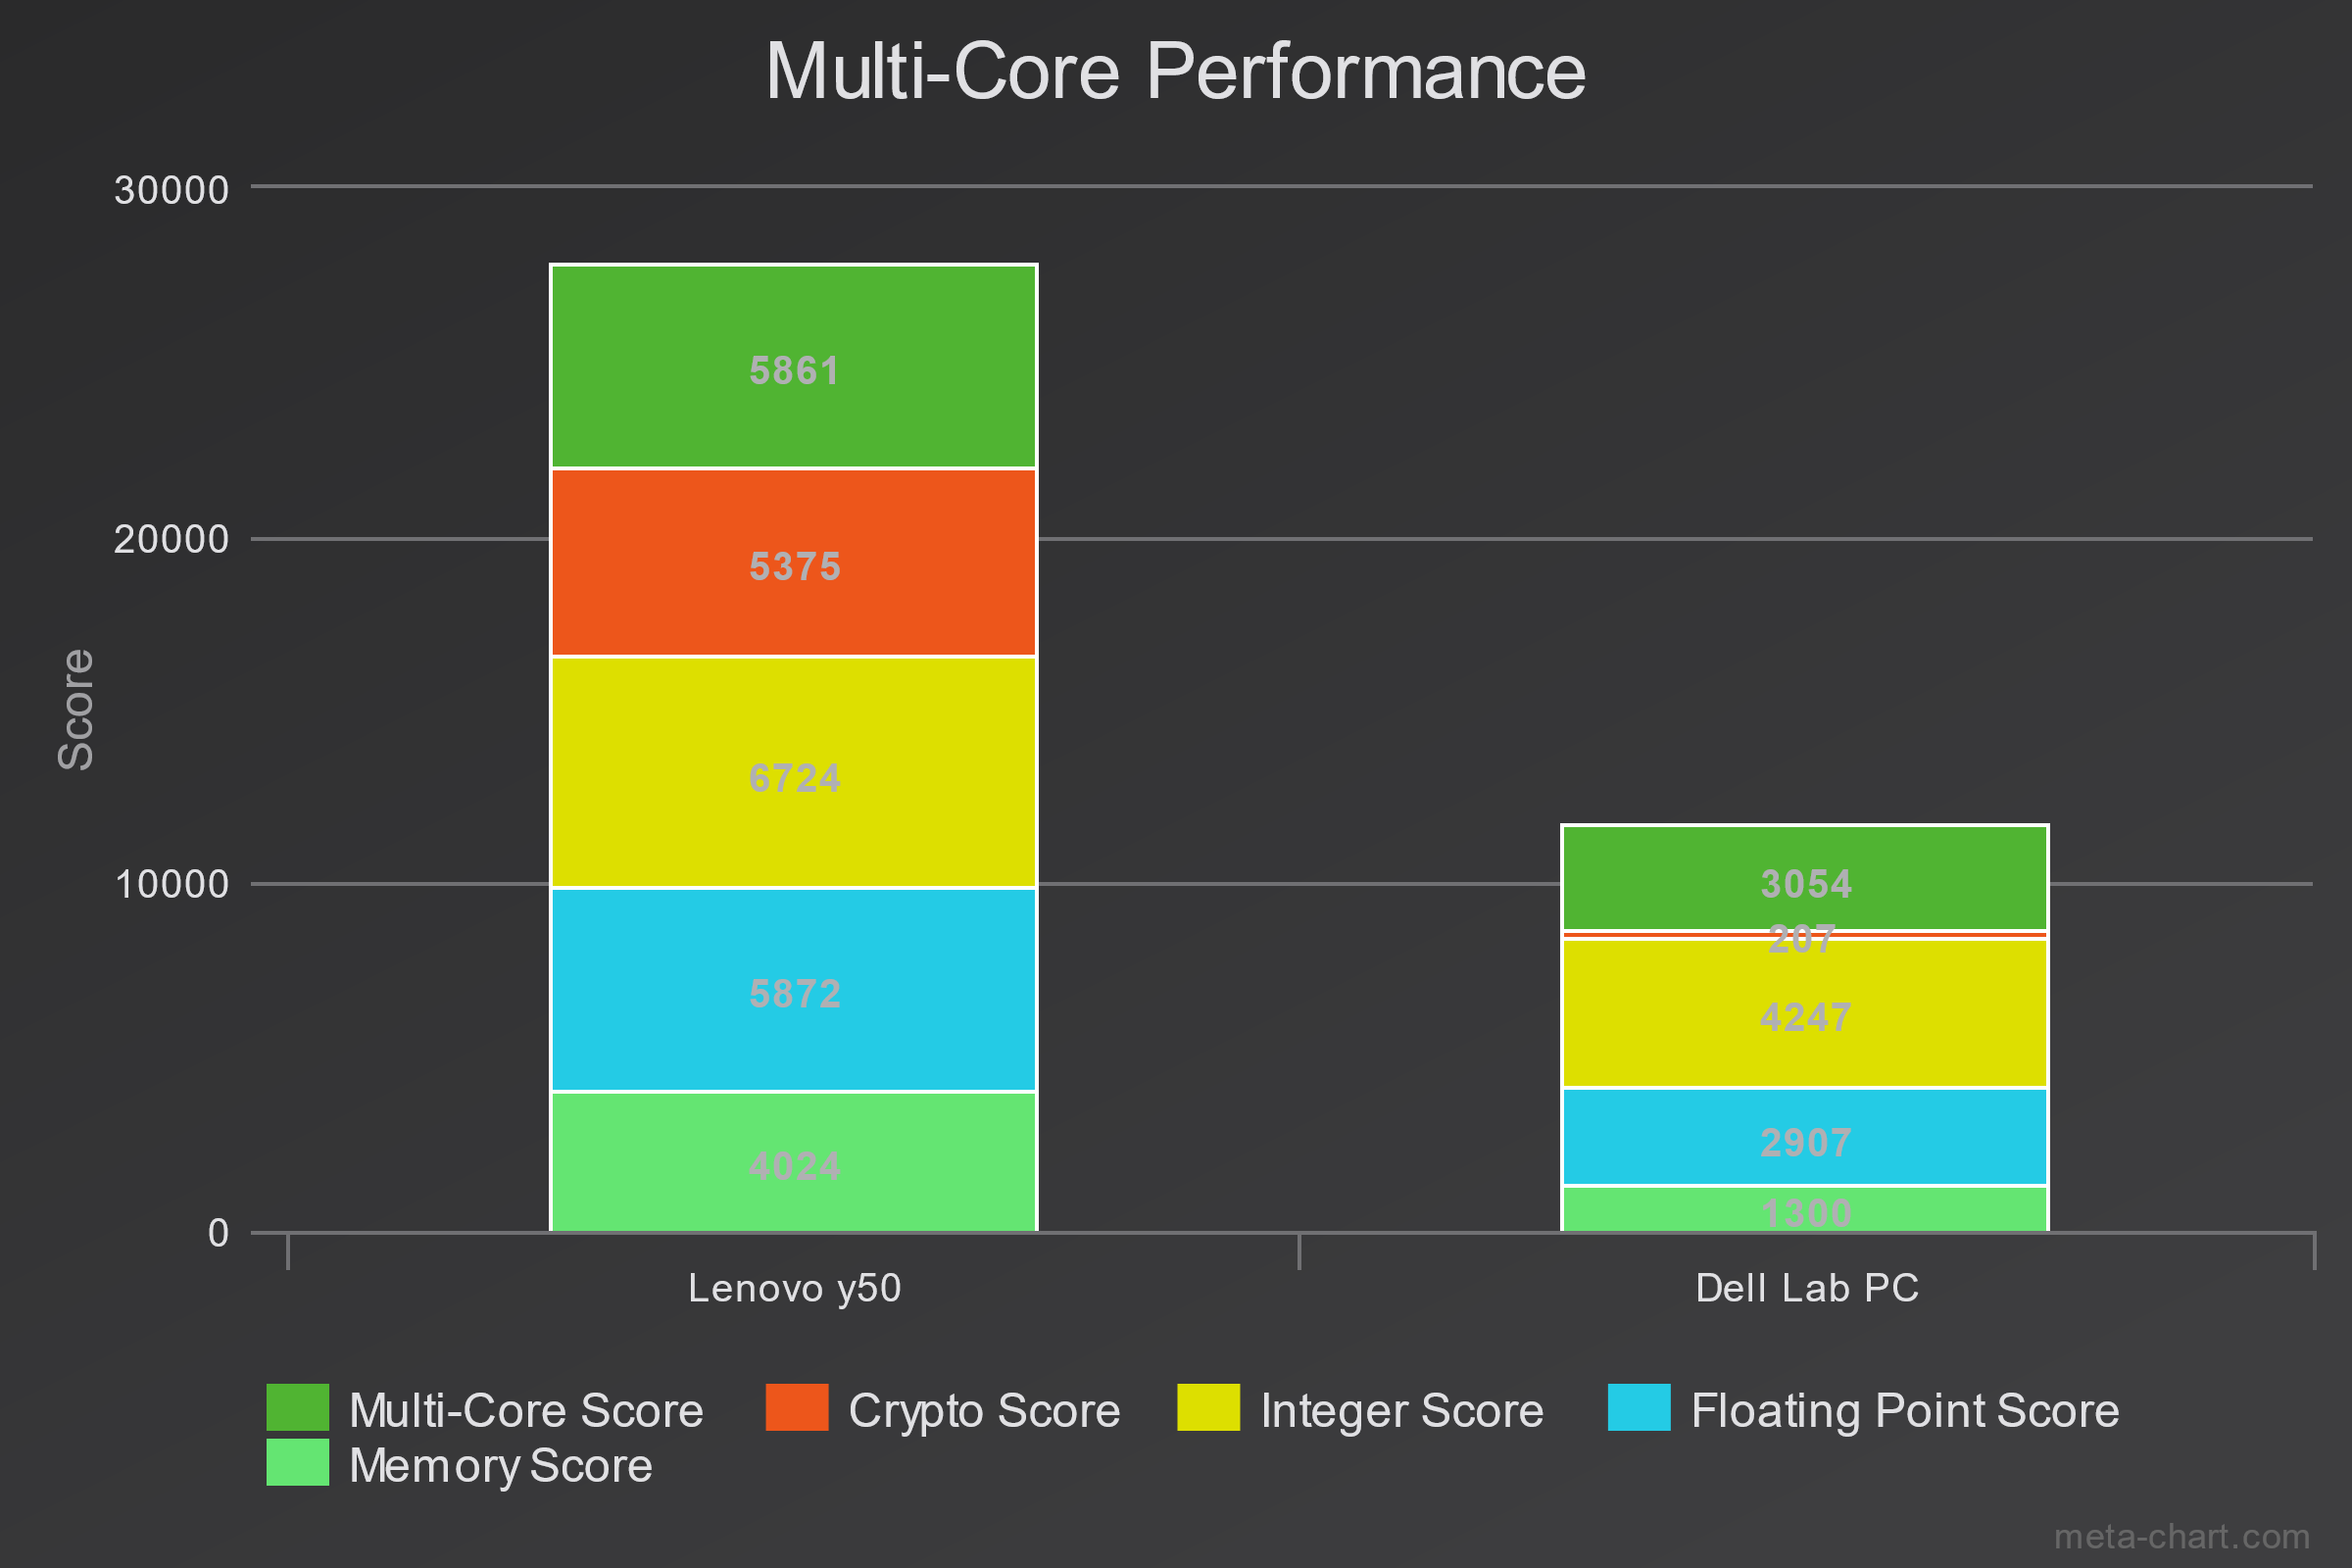 Multi-Core Performance
30000
20000
10000
0
Score
5861
5375
6724
5872
4024
3054
207
4247
2907
1300
Lenovo y50
Dell Lab PC
Multi-Core Score
Crypto Score
Integer Score
Floating Point Score
Memory Score
meta-chart.com